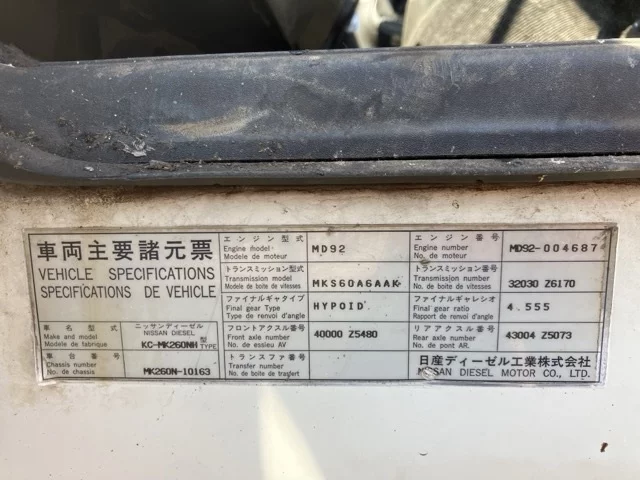 車両主要諸元票
VEHICLE SPECIFICATIONS
SPECIFICATIONS DE VEHICLE
車名型式
Make and model
Modele de fabrique
ニッサンディーゼル
NISSAN DIESEL
KC-MK260NH 型 TYPE
車台番号
Chassis number
No. de chassis
MK260N-10163
エンジン型式
Engine model
Modele de moteur
MD92
トランスミッション型式
Transmission model
Modele de boite de vitesses
MKS60A6AAK
ファイナルギヤタイプ
Final gear Type
Type de renvoi d'angle
HYPOID
フロントアクスル番号
Front axle number
No. de essieu AV
40000 Z5480
トランスファ番号
Transfer number
No. de boite de trasfert
エンジン番号
Engine number
No. de moteur
MD92-004687
トランスミッション番号
Transmission number
No. de boite de vitesses
32030 Z6170
ファイナルギャレシオ
Final gear ratio
Rapport de renvoi d'angle
4.555
リアアクスル番号
Rear axle number
No. de pont AR.
43004 Z5073
日産ディーゼル工業株式会社
NISSAN DIESEL MOTOR CO., LTD.